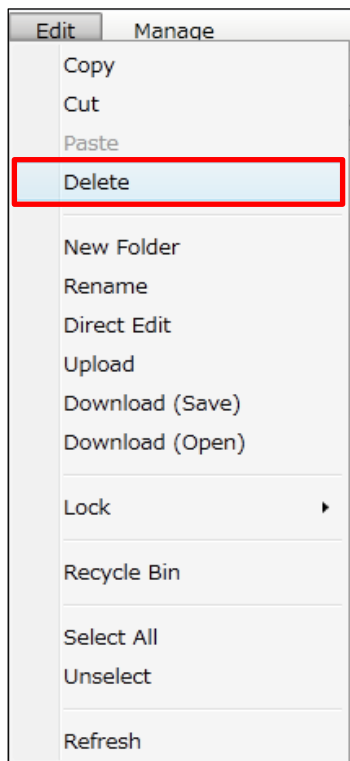 Edit Manage
Copy
Cut
Paste
Delete
New Folder
Rename
Direct Edit
Upload
Download (Save)
Download (Open)
Lock
Recycle Bin
Select All
Unselect
Refresh